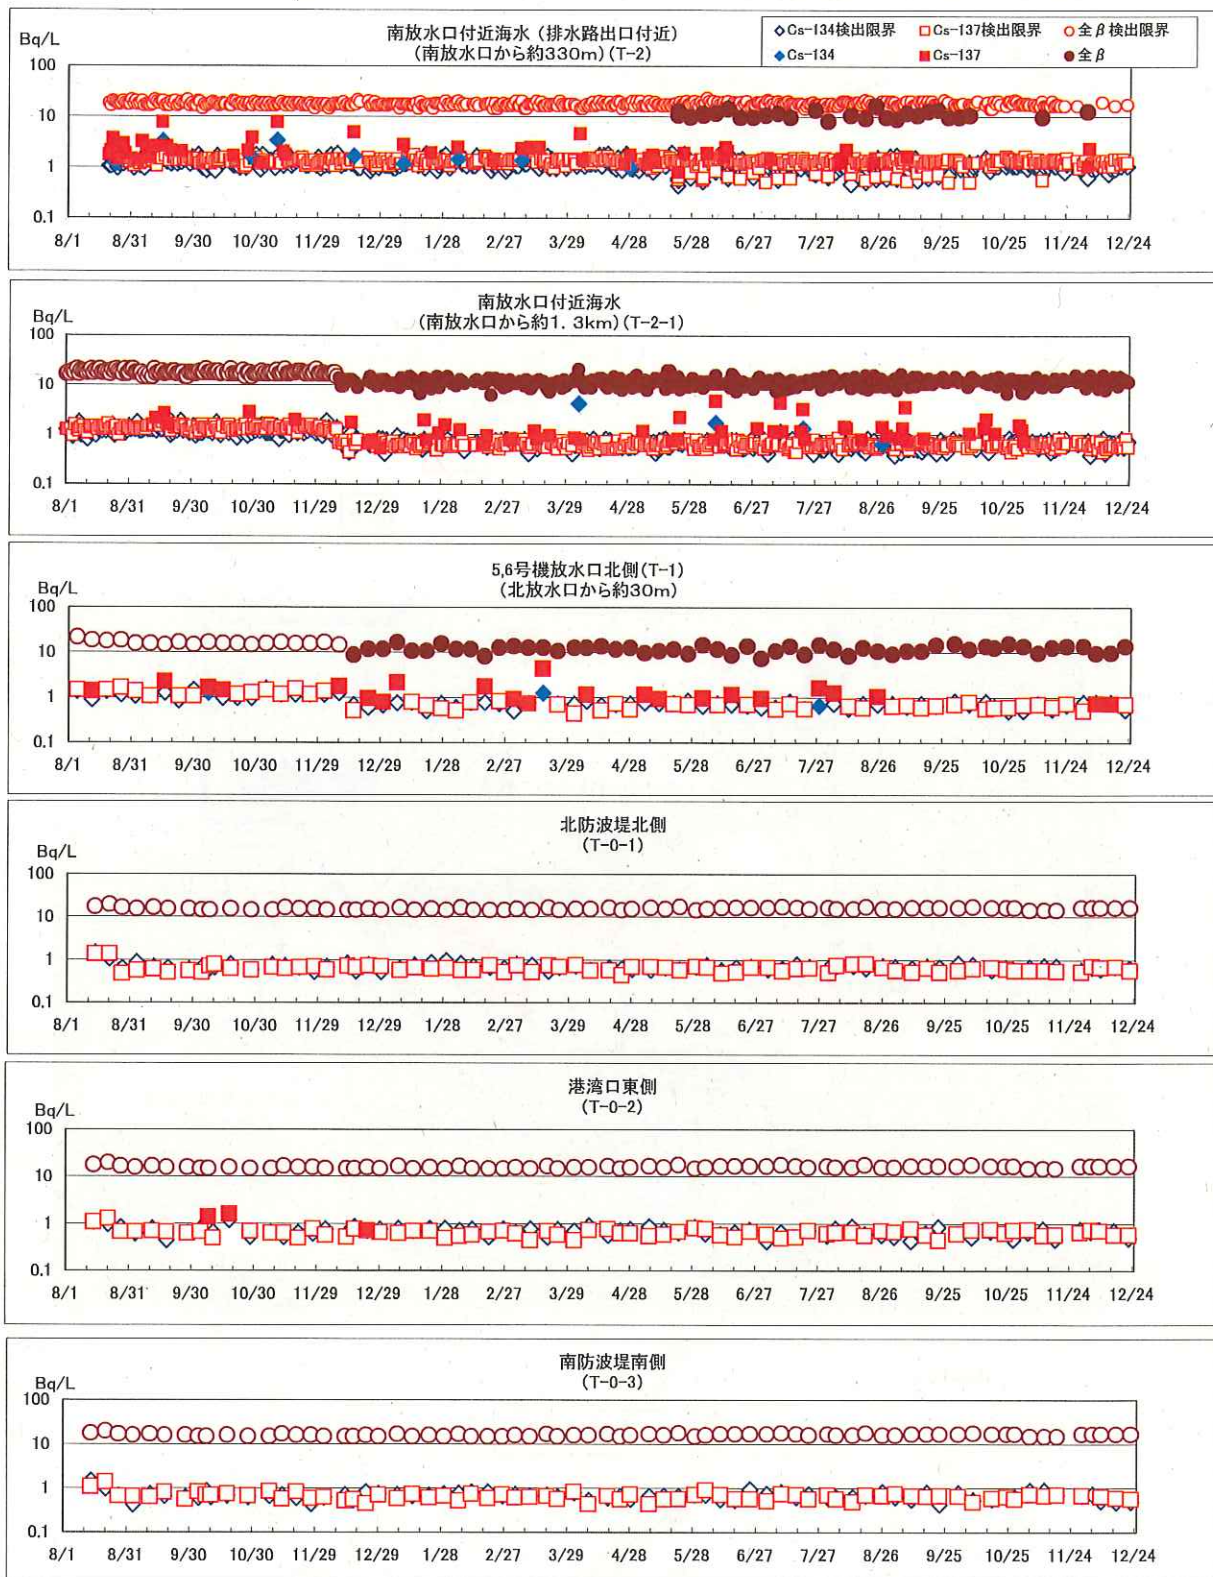 Bq/L
南放水口付近海水（排水路出口付近）
（南放水口から約330m）（T-2）
Cs-134検出限界 Cs-137検出限界 全β検出限界
Cs-134 Cs-137 全β
100
10
1
0.1
8/1 8/31 9/30 10/30 11/29 12/29 1/28 2/27 3/29 4/28 5/28 6/27 7/27 8/26 9/25 10/25 11/24 12/24
Bq/L
南放水口付近海水
（南放水口から約1．3km）（T-2-1）
100
10
1
0.1
8/1 8/31 9/30 10/30 11/29 12/29 1/28 2/27 3/29 4/28 5/28 6/27 7/27 8/26 9/25 10/25 11/24 12/24
Bq/L
5,6号機放水口北側（T-1）
（北放水口から約30m）
100
10
1
0.1
8/1 8/31 9/30 10/30 11/29 12/29 1/28 2/27 3/29 4/28 5/28 6/27 7/27 8/26 9/25 10/25 11/24 12/24
Bq/L
北防波堤北側
（T-0-1）
100
10
1
0.1
8/1 8/31 9/30 10/30 11/29 12/29 1/28 2/27 3/29 4/28 5/28 6/27 7/27 8/26 9/25 10/25 11/24 12/24
Bq/L
港湾口東側
（T-0-2）
100
10
1
0.1
8/1 8/31 9/30 10/30 11/29 12/29 1/28 2/27 3/29 4/28 5/28 6/27 7/27 8/26 9/25 10/25 11/24 12/24
Bq/L
南防波堤南側
（T-0-3）
100
10
1
0.1
8/1 8/31 9/30 10/30 11/29 12/29 1/28 2/27 3/29 4/28 5/28 6/27 7/27 8/26 9/25 10/25 11/24 12/24